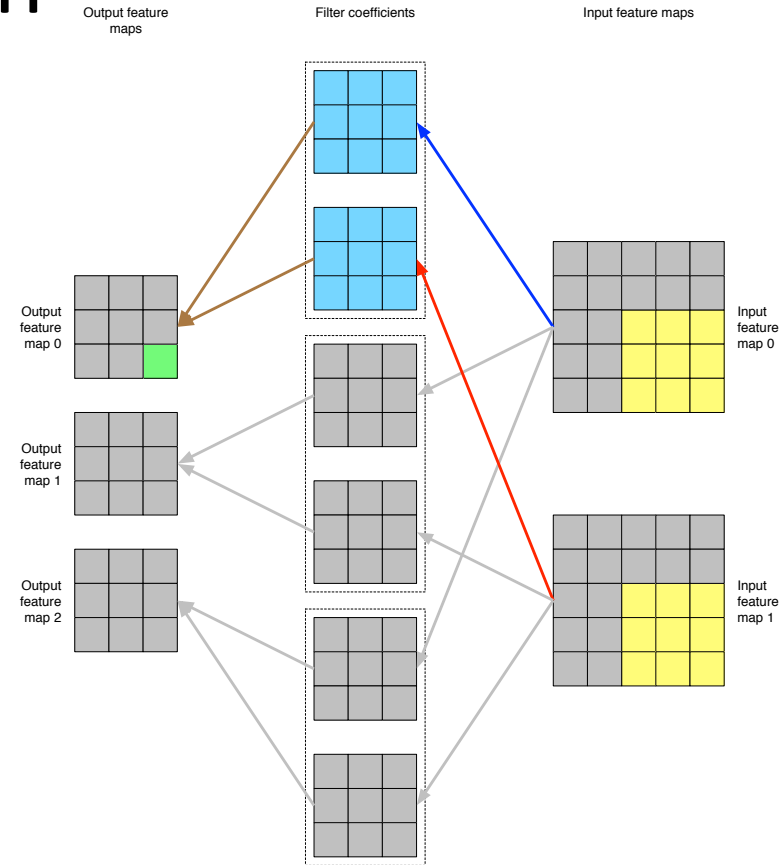 Output feature
maps
Filter coefficients
Input feature maps
Output
feature
map 0
Input
feature
map 0
Output
feature
map 1
Output
feature
map 2
Input
feature
map 1